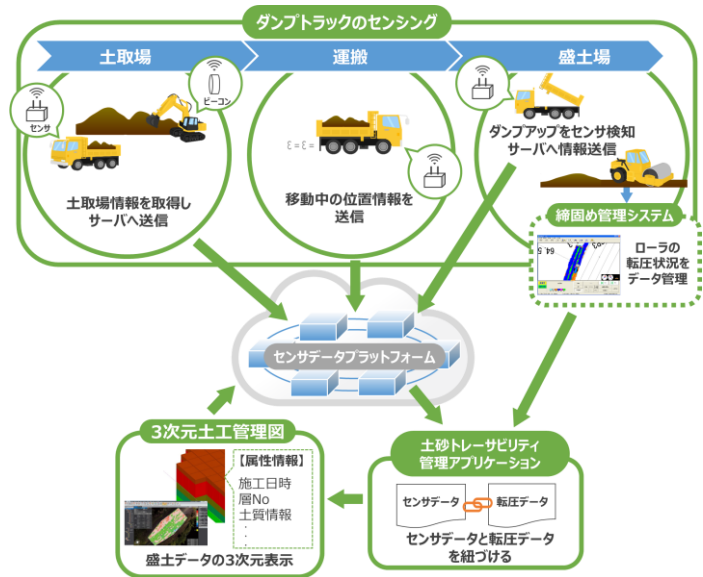 ダンプトラックのセンシング
土取場
運搬
盛土場
センサ
ビーコン
土取場情報を取得し
サーバへ送信
移動中の位置情報を
送信
ダンプアップをセンサ検知
サーバへ情報送信
締固め管理システム
ローラの
転圧状況を
データ管理
センサデータプラットフォーム
3次元土工管理図
【属性情報】
施工日時
層No
土質情報
・
・
盛土データの3次元表示
土砂トレーサビリティ
管理アプリケーション
センサデータ
転圧データ
センサデータと転圧データ
を紐づける